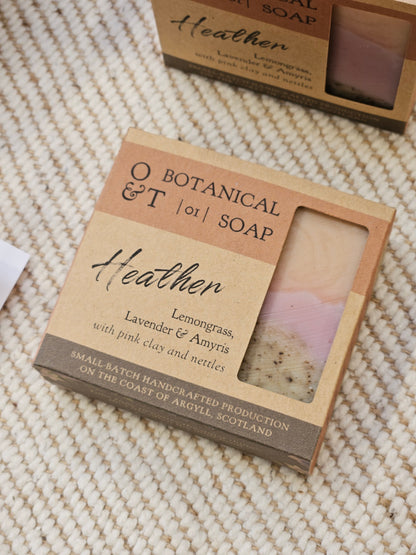 SOAP
Heather
Lemongrass,
Lavender & Amyris
with pink clay and nettles
O
&T
BOTANICAL
|01| SOAP
Heather
Lemongrass,
Lavender & Amyris
with pink clay and nettles
SMALL-BATCH HANDCRAFTED PRODUCTION
ON THE COAST OF ARGYLL, SCOTLAND